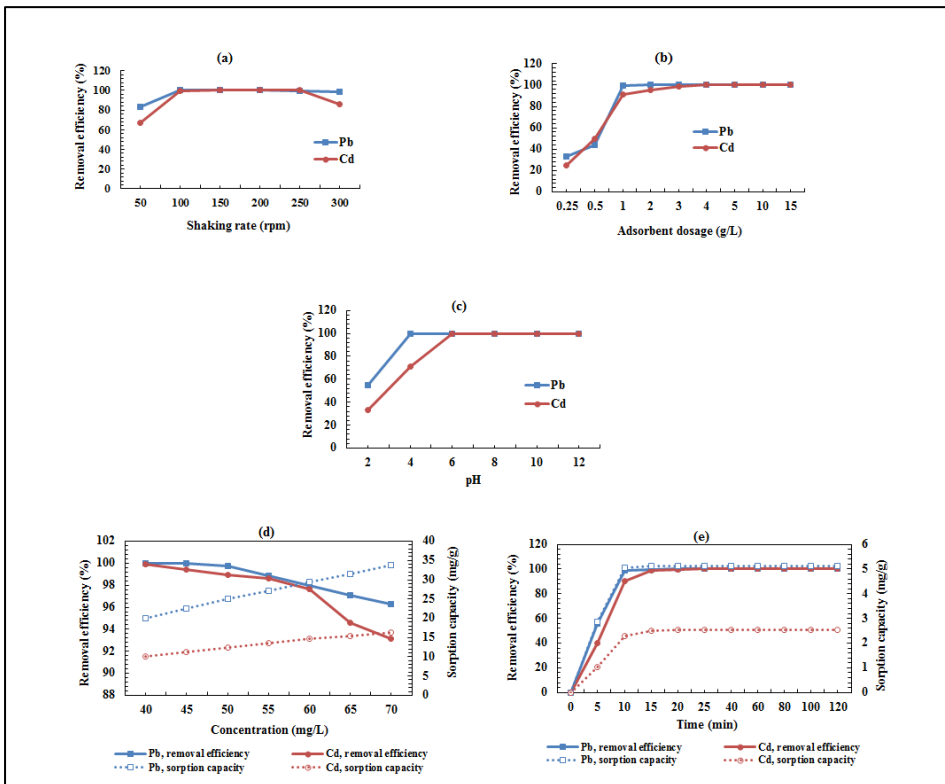 (a)
Removal efficiency (%)
120
100
80
60
40
20
0
Pb
Cd
50 100 150 200 250 300
Shaking rate (rpm)
(b)
Removal efficiency (%)
120
100
80
60
40
20
0
Pb
Cd
0.25 0.5 1 2 3 4 5 10 15
Adsorbent dosage (g/L)
(c)
Removal efficiency (%)
120
100
80
60
40
20
0
Pb
Cd
2 4 6 8 10 12
pH
(d)
Removal efficiency (%)
102
100
98
96
94
92
90
88
40
35
30
25
20
15
10
5
0
Sorption capacity (mg/g)
40 45 50 55 60 65 70
Concentration (mg/L)
Pb, removal efficiency
Cd, removal efficiency
Pb, sorption capacity
Cd, sorption capacity
(e)
Removal efficiency (%)
120
100
80
60
40
20
0
6
5
4
3
2
1
0
Sorption capacity (mg/g)
0 5 10 15 20 25 40 60 80 100 120
Time (min)
Pb, removal efficiency
Cd, removal efficiency
Pb, sorption capacity
Cd, sorption capacity